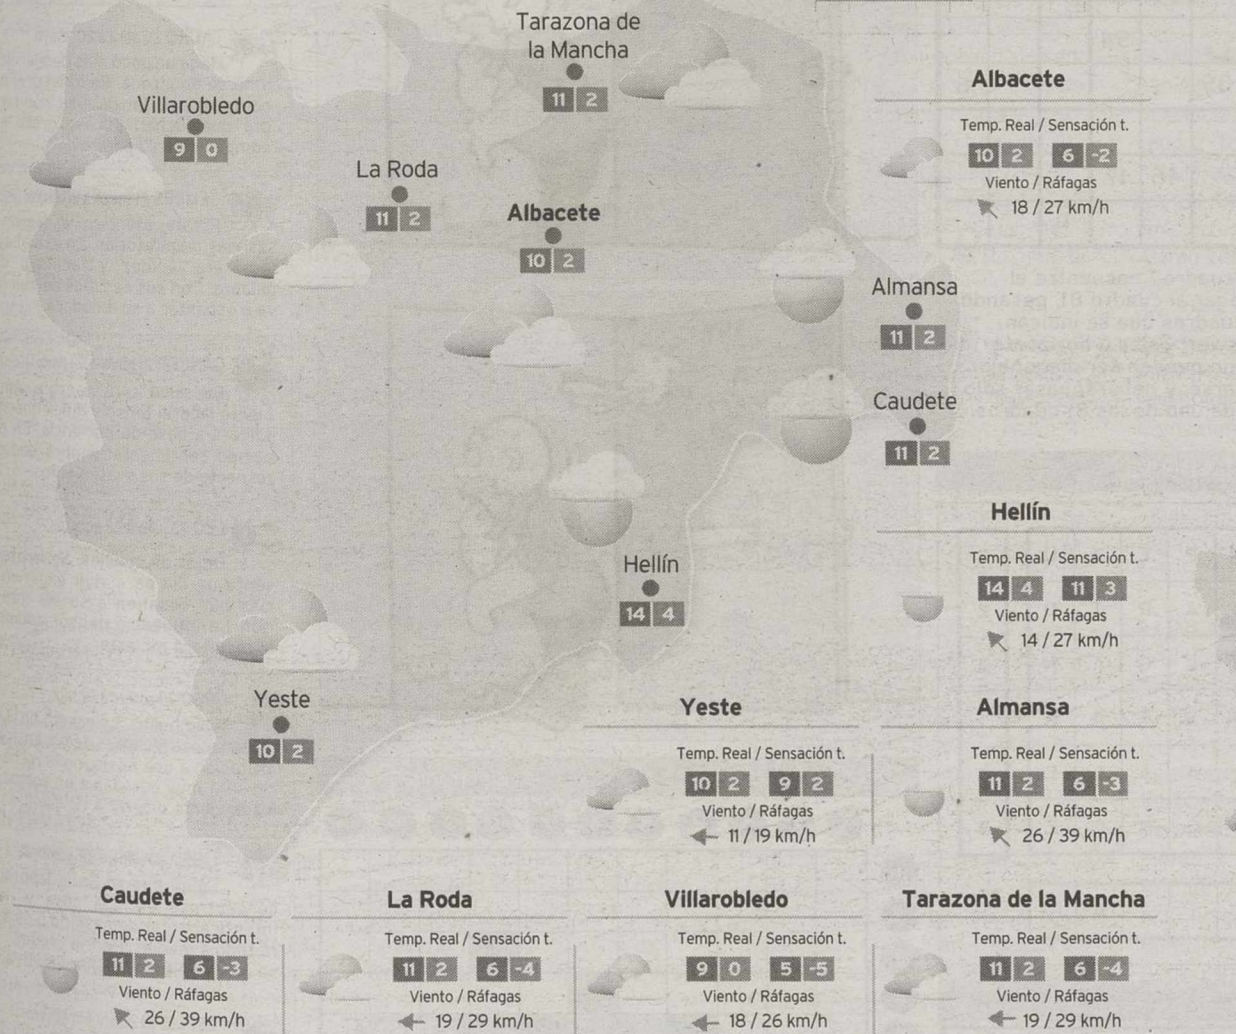 Tarazona de
la Mancha
11 2
Villarobledo
9 0
La Roda
11 2
Albacete
10 2
Almansa
11 2
Caudete
11 2
Hellín
14 4
Yeste
10 2
Albacete
Temp. Real / Sensación t.
10 2 6 -2
Viento / Ráfagas
18 / 27 km/h
Hellín
Temp. Real / Sensación t.
14 4 11 3
Viento / Ráfagas
14 / 27 km/h
Yeste
Temp. Real / Sensación t.
10 2 9 2
Viento / Ráfagas
11 / 19 km/h
Almansa
Temp. Real / Sensación t.
11 2 6 -3
Viento / Ráfagas
26 / 39 km/h
Caudete
Temp. Real / Sensación t.
11 2 6 -3
Viento / Ráfagas
26 / 39 km/h
La Roda
Temp. Real / Sensación t.
11 2 6 -4
Viento / Ráfagas
19 / 29 km/h
Villarobledo
Temp. Real / Sensación t.
9 0 5 -5
Viento / Ráfagas
18 / 26 km/h
Tarazona de la Mancha
Temp. Real / Sensación t.
11 2 6 -4
Viento / Ráfagas
19 / 29 km/h